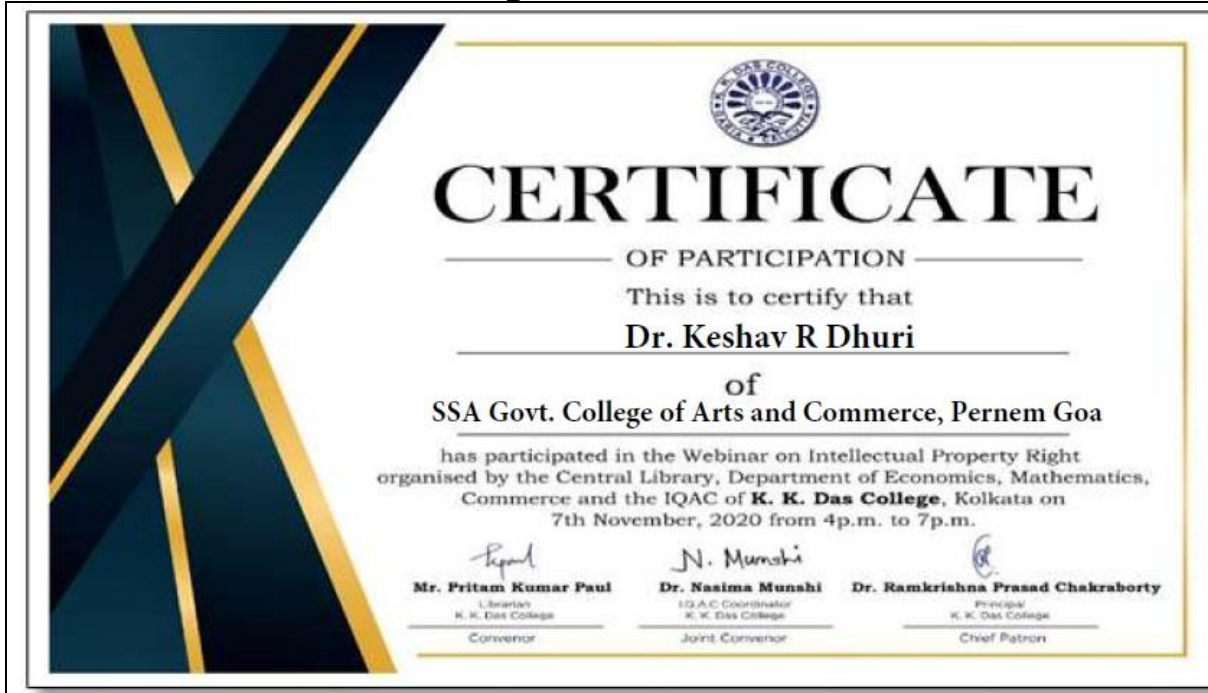 K. K. DAS COLLEGE
GARIA • CALCUTTA
CERTIFICATE
OF PARTICIPATION
This is to certify that
Dr. Keshav R Dhuri
of
SSA Govt. College of Arts and Commerce, Pernem Goa
has participated in the Webinar on Intellectual Property Right
organised by the Central Library, Department of Economics, Mathematics,
Commerce and the IQAC of K. K. Das College, Kolkata on
7th November, 2020 from 4p.m. to 7p.m.
N. Munshi
Mr. Pritam Kumar Paul Dr. Nasima Munshi Dr. Ramkrishna Prasad Chakraborty
Librarian I.Q.A.C Coordinator Principal
K. K. Das College K. K. Das College K. K. Das College
Convenor Joint Convenor Chief Patron